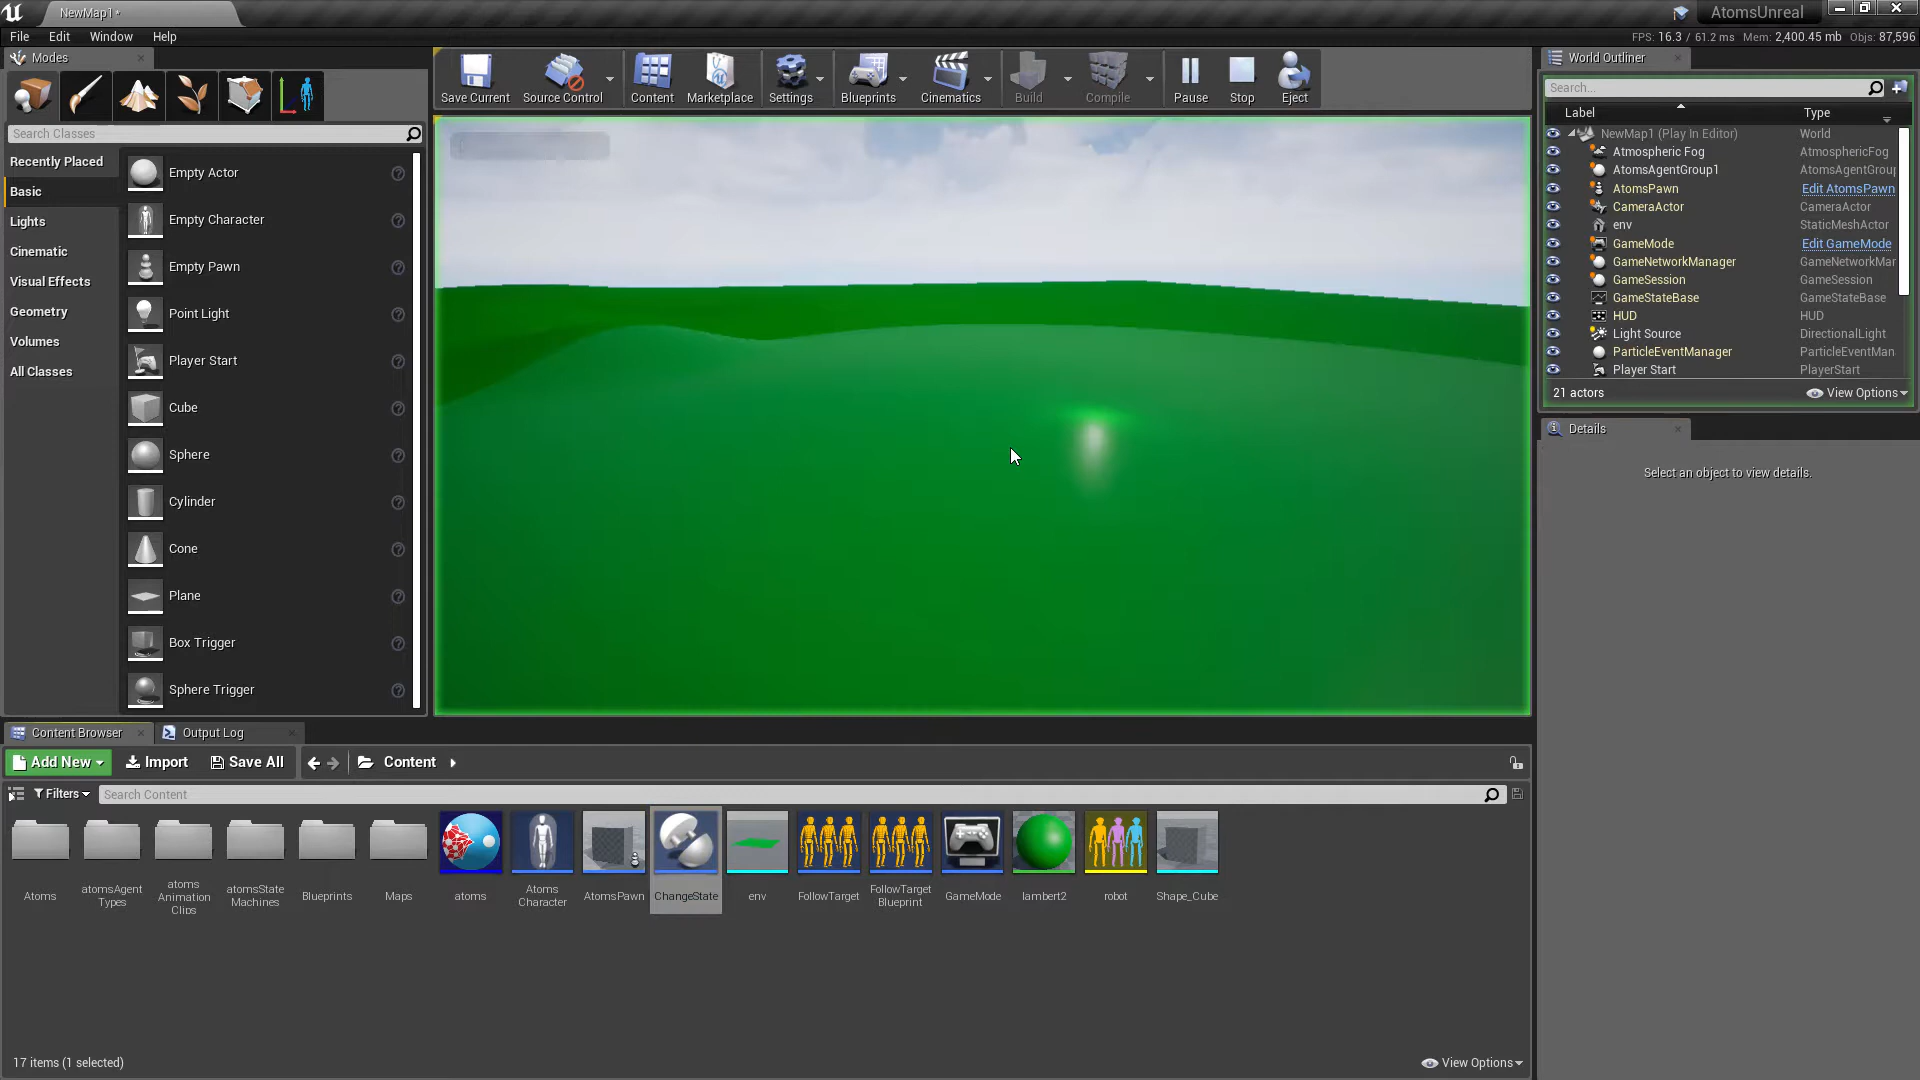 NewMap1*
AtomsUnreal
File Edit Window Help
FPS: 16.3 / 61.2 ms Mem: 2,400.45 mb Objs: 87,596
Modes
Search Classes
Recently Placed
Basic
Lights
Cinematic
Visual Effects
Geometry
Volumes
All Classes
Empty Actor
Empty Character
Empty Pawn
Point Light
Player Start
Cube
Sphere
Cylinder
Cone
Plane
Box Trigger
Sphere Trigger
Save Current
Source Control
Content
Marketplace
Settings
Blueprints
Cinematics
Build
Compile
Pause
Stop
Eject
World Outliner
Search...
Label Type
NewMap1 (Play In Editor) World
Atmospheric Fog AtmosphericFog
AtomsAgentGroup1 AtomsAgentGroup
AtomsPawn Edit AtomsPawn
CameraActor CameraActor
env StaticMeshActor
GameMode Edit GameMode
GameNetworkManager GameNetworkMar
GameSession GameSession
GameStateBase GameStateBase
HUD HUD
Light Source DirectionalLight
ParticleEventManager ParticleEventMan
Player Start PlayerStart
21 actors
View Options
Details
Select an object to view details.
Content Browser
Output Log
Add New Import Save All Content
Filters Search Content
Atoms
atomsAgent
Types
atoms
Animation
Clips
atomsState
Machines
Blueprints
Maps
atoms
Atoms
Character
AtomsPawn
ChangeState
env
FollowTarget
FollowTarget
Blueprint
GameMode
lambert2
robot
Shape_Cube
17 items (1 selected)
View Options